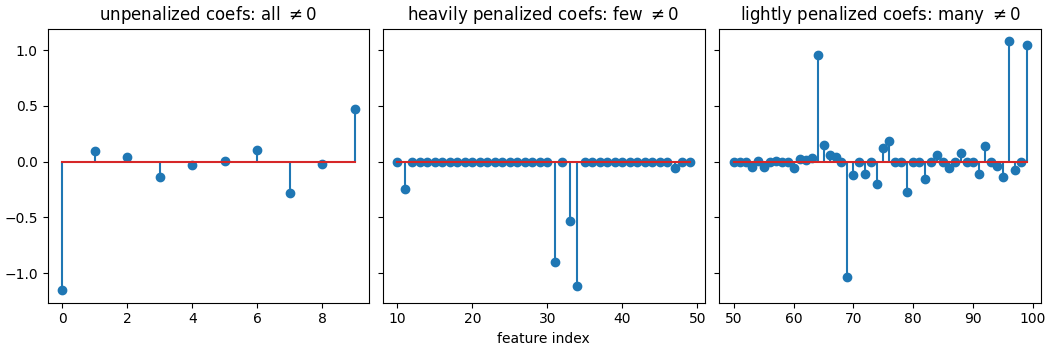 unpenalized coefs: all ≠0
heavily penalized coefs: few ≠0
lightly penalized coefs: many ≠0
1.0
0.5
0.0
−0.5
−1.0
0 2 4 6 8
10 20 30 40 50
50 60 70 80 90 100
feature index